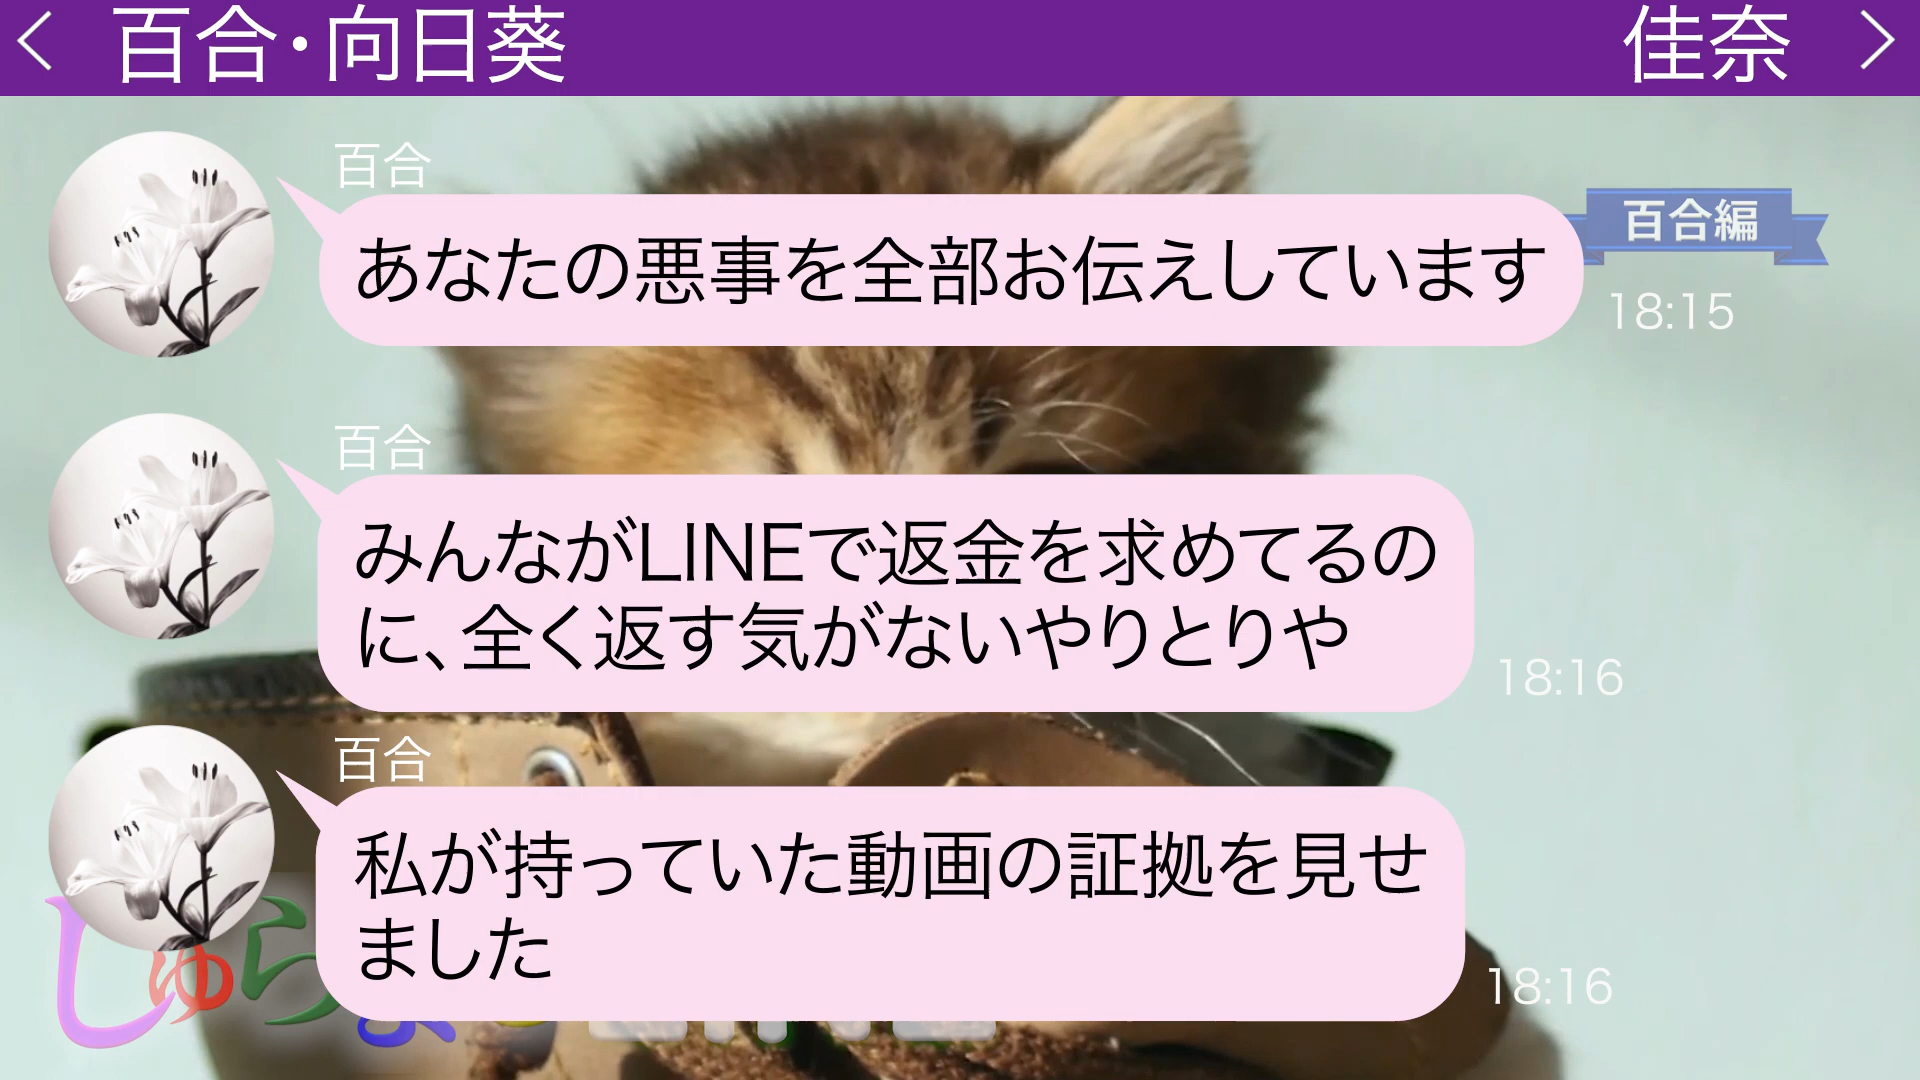 百合・向日葵
佳奈
百合
あなたの悪事を全部お伝えしています
百合編
18:15
百合
みんながLINEで返金を求めてるの
に、全く返す気がないやりとりや
18:16
百合
私が持っていた動画の証拠を見せ
ました
18:16
しゅら